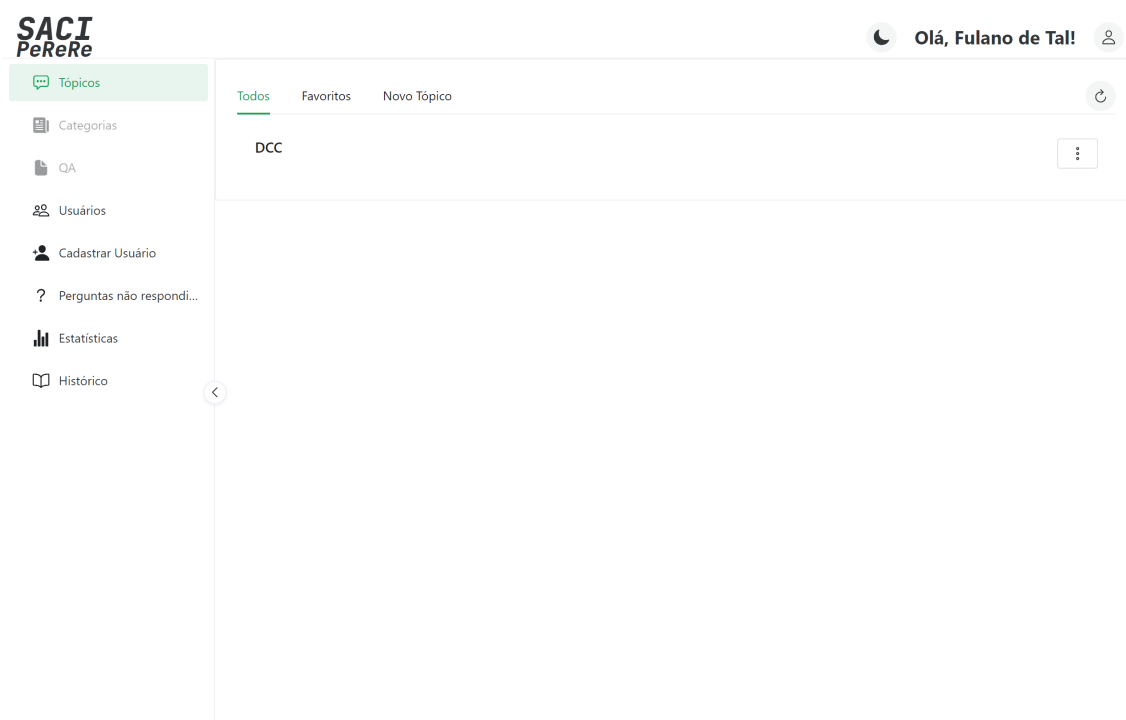 SACI
PeReRe
Olá, Fulano de Tal!
Tópicos
Categorias
QA
Usuários
Cadastrar Usuário
Perguntas não respondi...
Estatísticas
Histórico
Todos Favoritos Novo Tópico
DCC